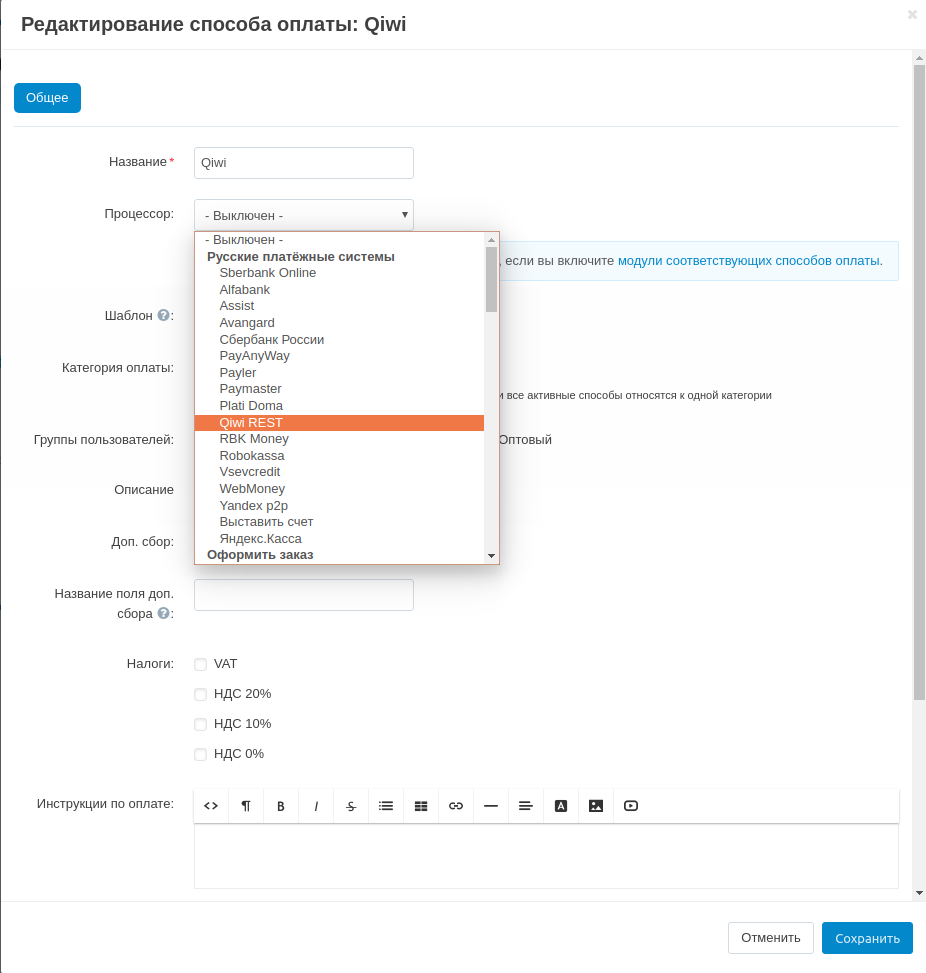 Редактирование способа оплаты: Qiwi
Общее
Название*
Qiwi
Процессор:
- Выключен -
- Выключен -
Русские платёжные системы
Sberbank Online
, если вы включите модули соответствующих способов оплаты.
Alfabank
Assist
Шаблон ?:
Avangard
Сбербанк России
PayAnyWay
Категория оплаты:
Payler
Paymaster
все активные способы относятся к одной категории
Plati Doma
Qiwi REST
RBK Money
Группы пользователей:
Оптовый
Robokassa
Vsevcredit
WebMoney
Описание
Yandex p2p
Выставить счет
Яндекс.Касса
Доп. сбор:
Оформить заказ
Название поля доп.
сбора ?:
Налоги:
VAT
НДС 20%
НДС 10%
НДС 0%
Инструкции по оплате:
B I S A
Отменить
Сохранить